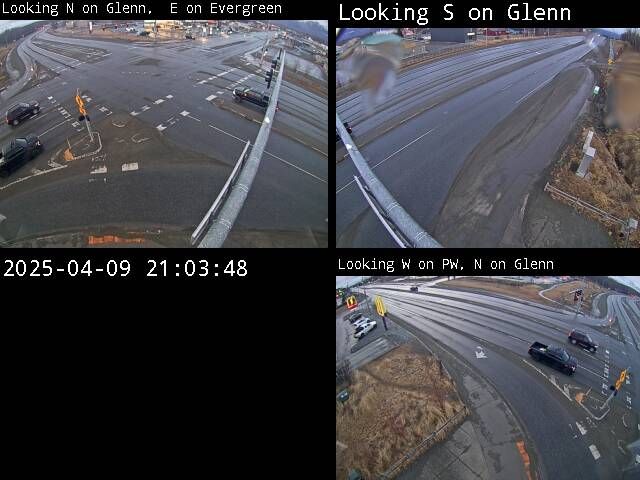 Looking N on Glenn,  E on Evergreen
Looking S on Glenn
2025-04-09 21:03:48
Looking W on PW, N on Glenn